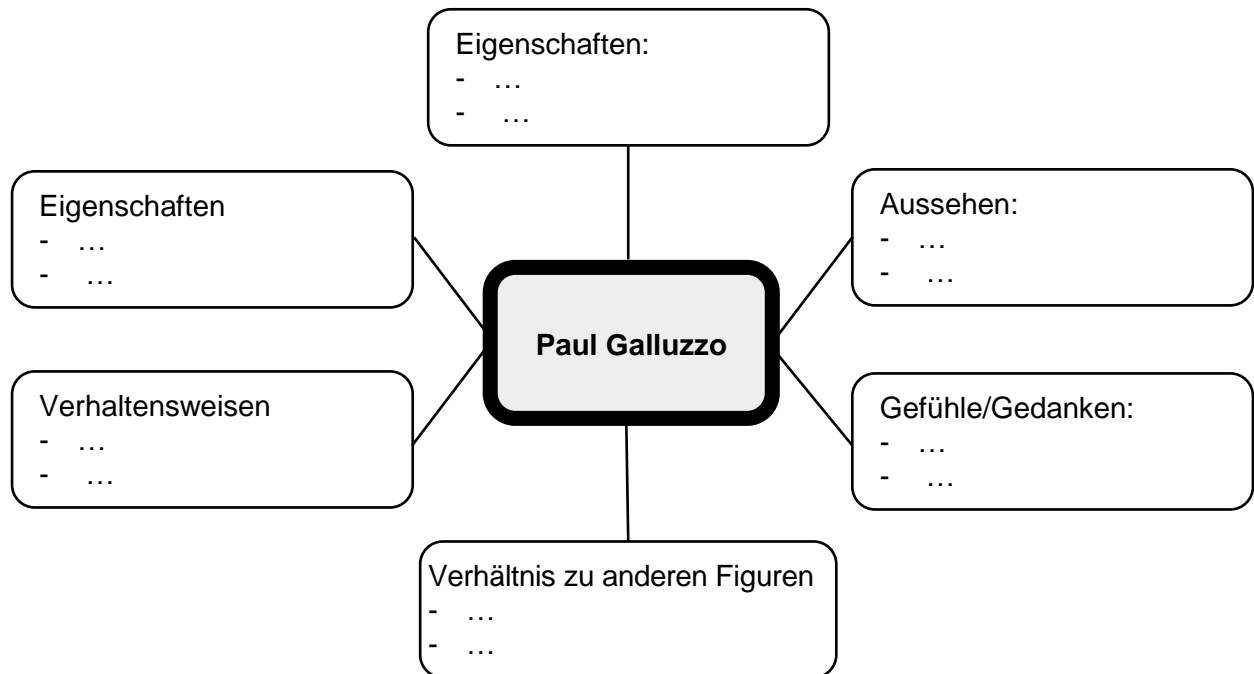 Eigenschaften:
- …
- …
Eigenschaften
- …
- …
Aussehen:
- …
- …
Paul Galluzzo
Verhaltensweisen
- …
- …
Gefühle/Gedanken:
- …
- …
Verhältnis zu anderen Figuren
- …
- …